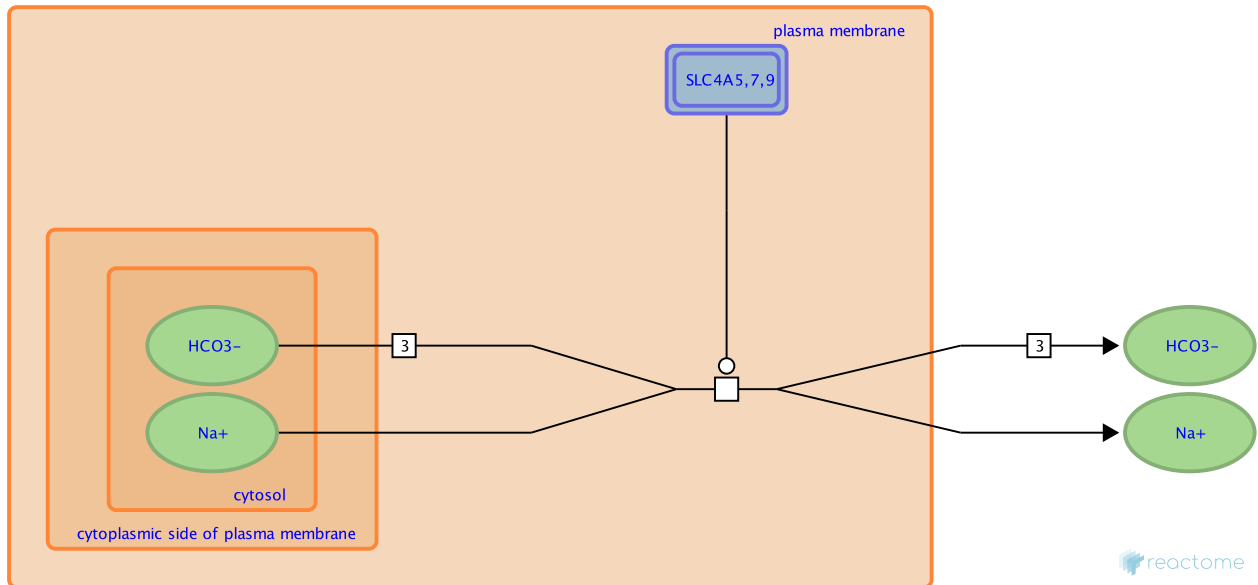 plasma membrane
SLC4A5,7,9
HCO3-
3
3
HCO3-
Na+
Na+
cytosol
cytoplasmic side of plasma membrane
reactome